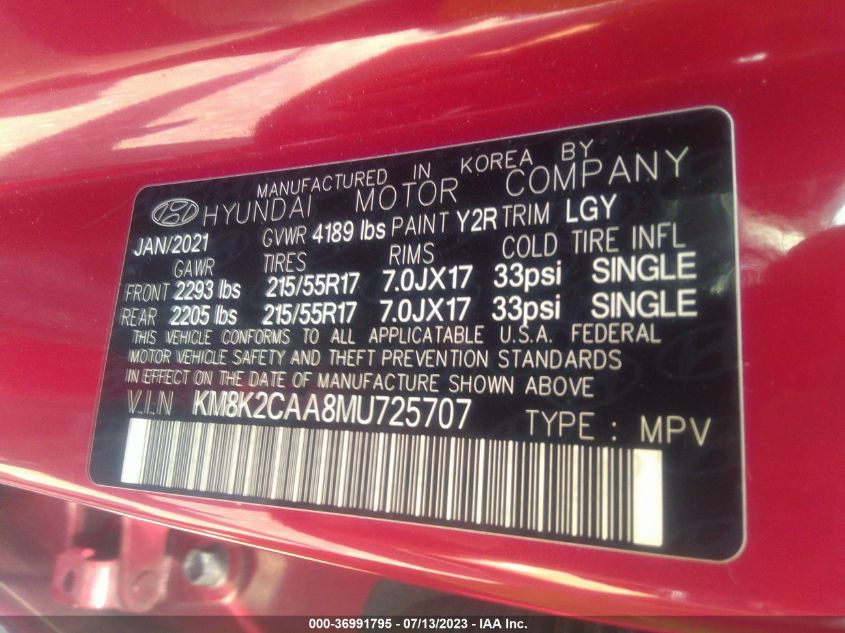 MANUFACTURED IN KOREA BY
HYUNDAI MOTOR COMPANY
JAN/2021 GVWR 4189 lbs PAINT Y2R TRIM LGY
GAWR TIRES RIMS COLD TIRE INFL
FRONT 2293 lbs 215/55R17 7.0JX17 33psi SINGLE
REAR 2205 lbs 215/55R17 7.0JX17 33psi SINGLE
THIS VEHICLE CONFORMS TO ALL APPLICATABLE U.S.A. FEDERAL
MOTOR VEHICLE SAFETY AND THEFT PREVENTION STANDARDS
IN EFFECT ON THE DATE OF MANUFACTURE SHOWN ABOVE
V.I.N KM8K2CAA8MU725707 TYPE : MPV
000-36991795 — 07/13/2023 — IAA Inc.